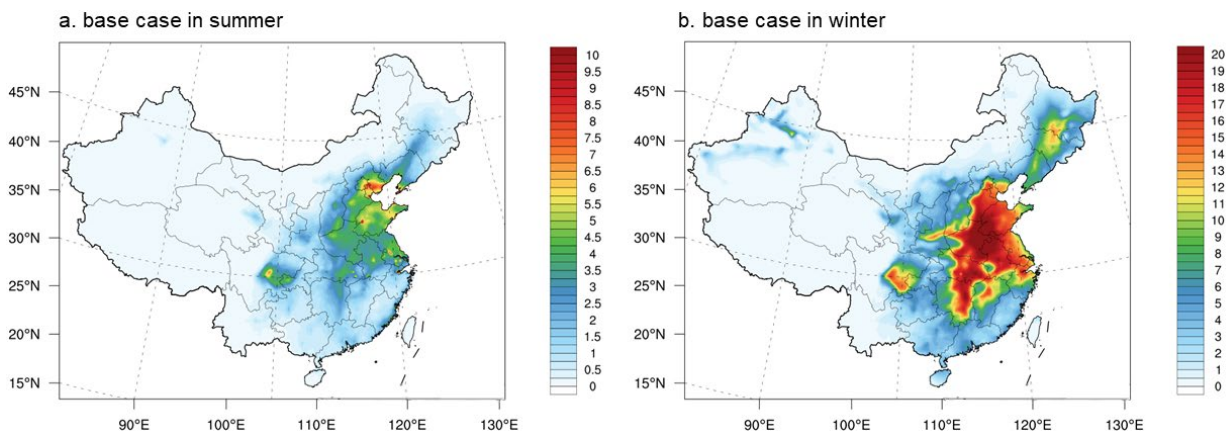 a. base case in summer
b. base case in winter
45°N
40°N
35°N
30°N
25°N
20°N
15°N
90°E
100°E
110°E
120°E
130°E
10
9.5
9
8.5
8
7.5
7
6.5
6
5.5
5
4.5
4
3.5
3
2.5
2
1.5
1
0.5
0
45°N
40°N
35°N
30°N
25°N
20°N
15°N
90°E
100°E
110°E
120°E
130°E
20
19
18
17
16
15
14
13
12
11
10
9
8
7
6
5
4
3
2
1
0